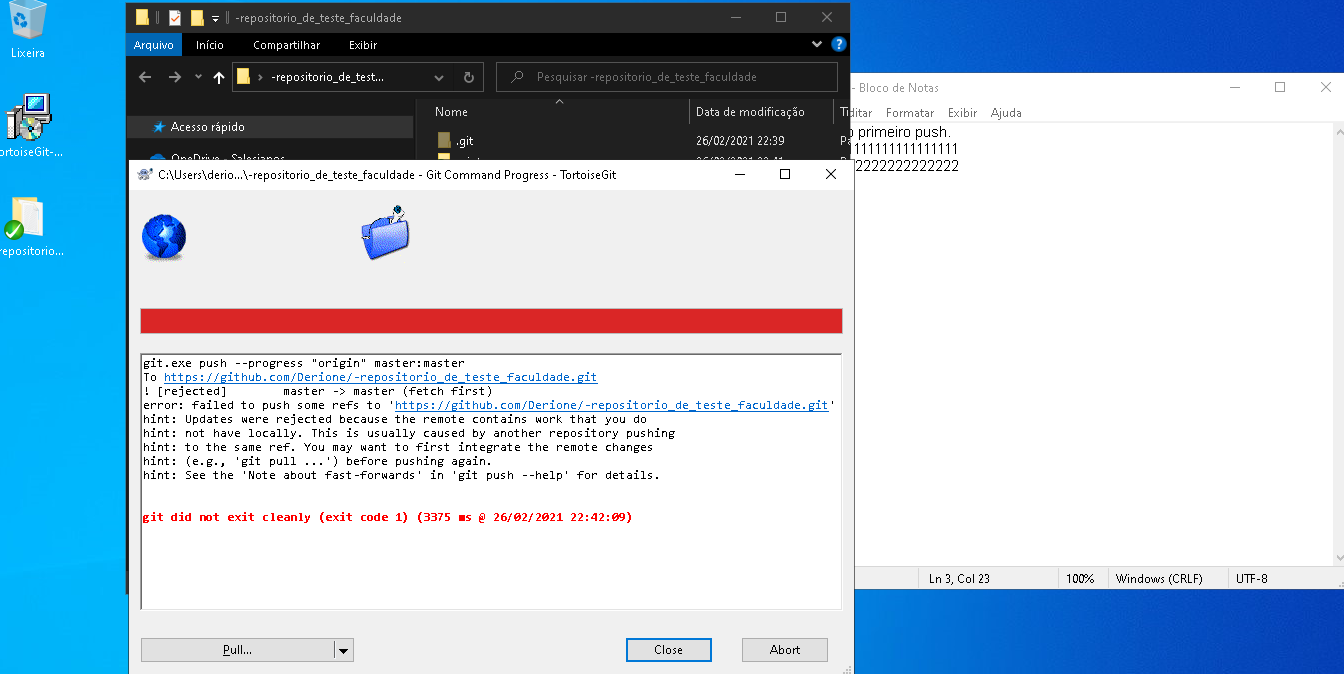 Lixeira
TortoiseGit-...
repositorio...
-repositorio_de_teste_faculdade
Arquivo Início Compartilhar Exibir
-repositorio_de_test...
Pesquisar -repositorio_de_teste_faculdade
Nome Data de modificação
Acesso rápido
.git 26/02/2021 22:39
OneDrive - Salesianos
- Bloco de Notas
Editar Formatar Exibir Ajuda
o primeiro push.
111111111111111
222222222222222
C:\Users\derio...\-repositorio_de_teste_faculdade - Git Command Progress - TortoiseGit
git.exe push --progress "origin" master:master
To https://github.com/Derione/-repositorio_de_teste_faculdade.git
! [rejected] master -> master (fetch first)
error: failed to push some refs to 'https://github.com/Derione/-repositorio_de_teste_faculdade.git'
hint: Updates were rejected because the remote contains work that you do
hint: not have locally. This is usually caused by another repository pushing
hint: to the same ref. You may want to first integrate the remote changes
hint: (e.g., 'git pull ...') before pushing again.
hint: See the 'Note about fast-forwards' in 'git push --help' for details.
git did not exit cleanly (exit code 1) (3375 ms @ 26/02/2021 22:42:09)
Pull... Close Abort
Ln 3, Col 23 100% Windows (CRLF) UTF-8